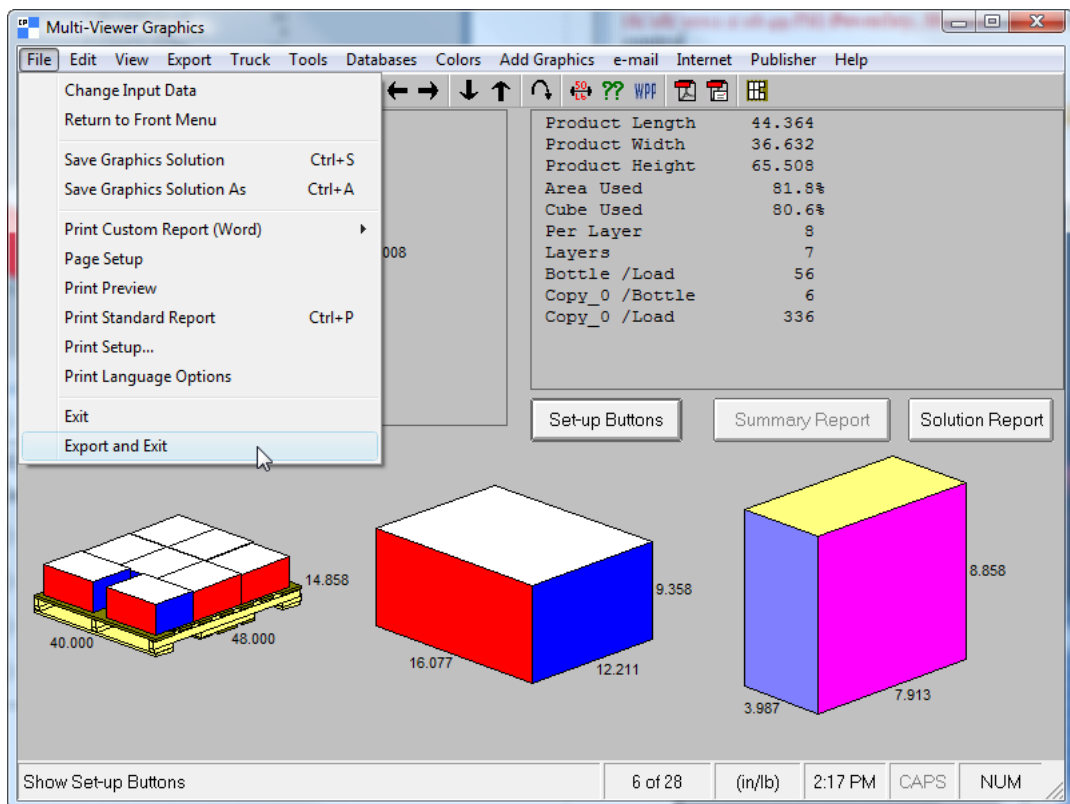 CP Multi-Viewer Graphics
File Edit View Export Truck Tools Databases Colors Add Graphics e-mail Internet Publisher Help
50 Lb ?? WPP
Change Input Data
Return to Front Menu
Save Graphics Solution Ctrl+S
Save Graphics Solution As Ctrl+A
Print Custom Report (Word)
Page Setup
Print Preview
Print Standard Report Ctrl+P
Print Setup...
Print Language Options
Exit
Export and Exit
008
Product Length 44.364
Product Width 36.632
Product Height 65.508
Area Used 81.8%
Cube Used 80.6%
Per Layer 8
Layers 7
Bottle /Load 56
Copy_0 /Bottle 6
Copy_0 /Load 336
Set-up Buttons Summary Report Solution Report
14.858
40.000
48.000
9.358
16.077
12.211
8.858
3.987
7.913
Show Set-up Buttons 6 of 28 (in/lb) 2:17 PM CAPS NUM